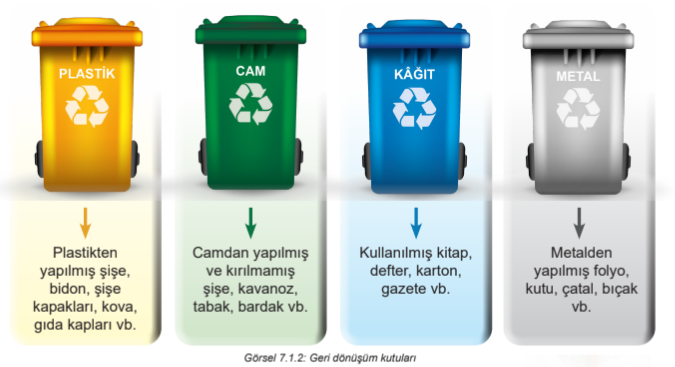 PLASTİK
CAM
KÂĞIT
METAL
Plastikten
yapılmış şişe,
bidon, şişe
kapakları, kova,
gıda kapları vb.
Camdan yapılmış
ve kırılmamış
şişe, kavanoz,
tabak, bardak vb.
Kullanılmış kitap,
defter, karton,
gazete vb.
Metalden
yapılmış folyo,
kutu, çatal, bıçak
vb.
Görsel 7.1.2: Geri dönüşüm kutuları